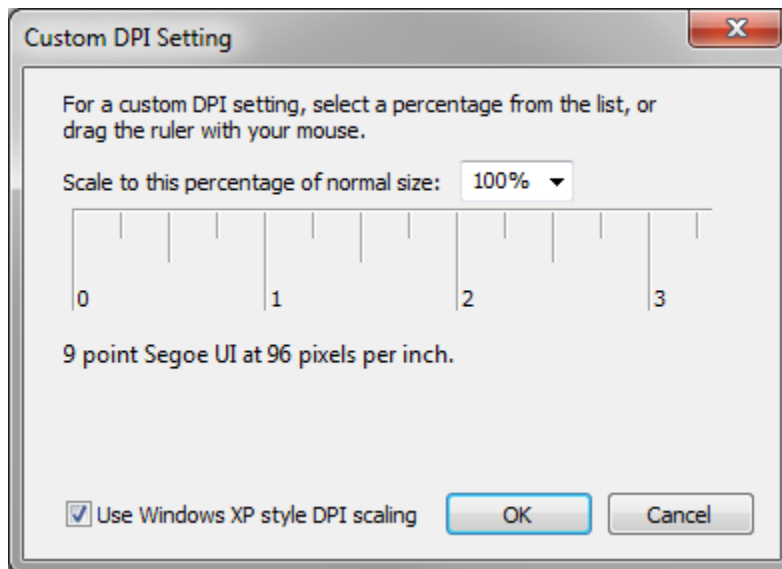 Custom DPI Setting
For a custom DPI setting, select a percentage from the list, or
drag the ruler with your mouse.
Scale to this percentage of normal size: 100%
0 1 2 3
9 point Segoe UI at 96 pixels per inch.
Use Windows XP style DPI scaling OK Cancel